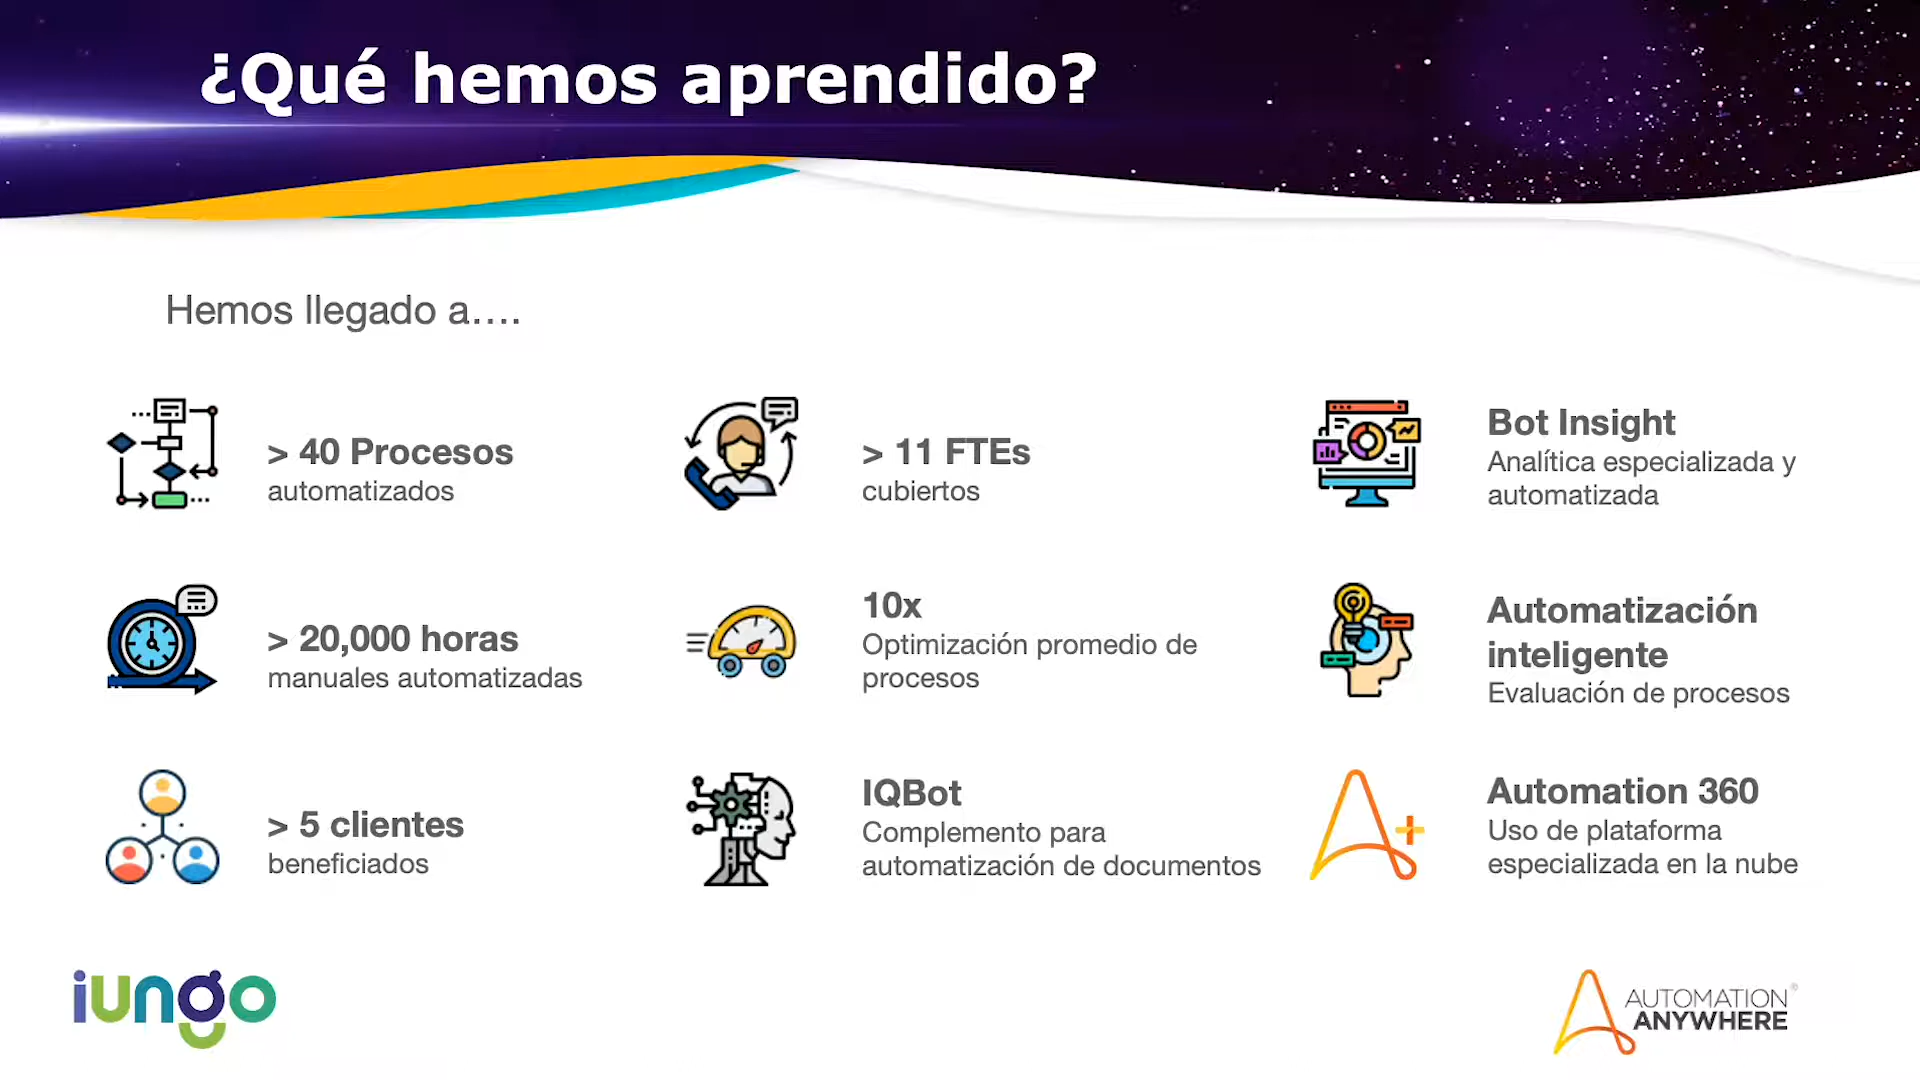 ¿Qué hemos aprendido?
Hemos llegado a....
> 40 Procesos
automatizados
> 11 FTEs
cubiertos
Bot Insight
Analítica especializada y
automatizada
> 20,000 horas
manuales automatizadas
10x
Optimización promedio de
procesos
Automatización
inteligente
Evaluación de procesos
> 5 clientes
beneficiados
IQBot
Complemento para
automatización de documentos
Automation 360
Uso de plataforma
especializada en la nube
iungo
AUTOMATION®
ANYWHERE